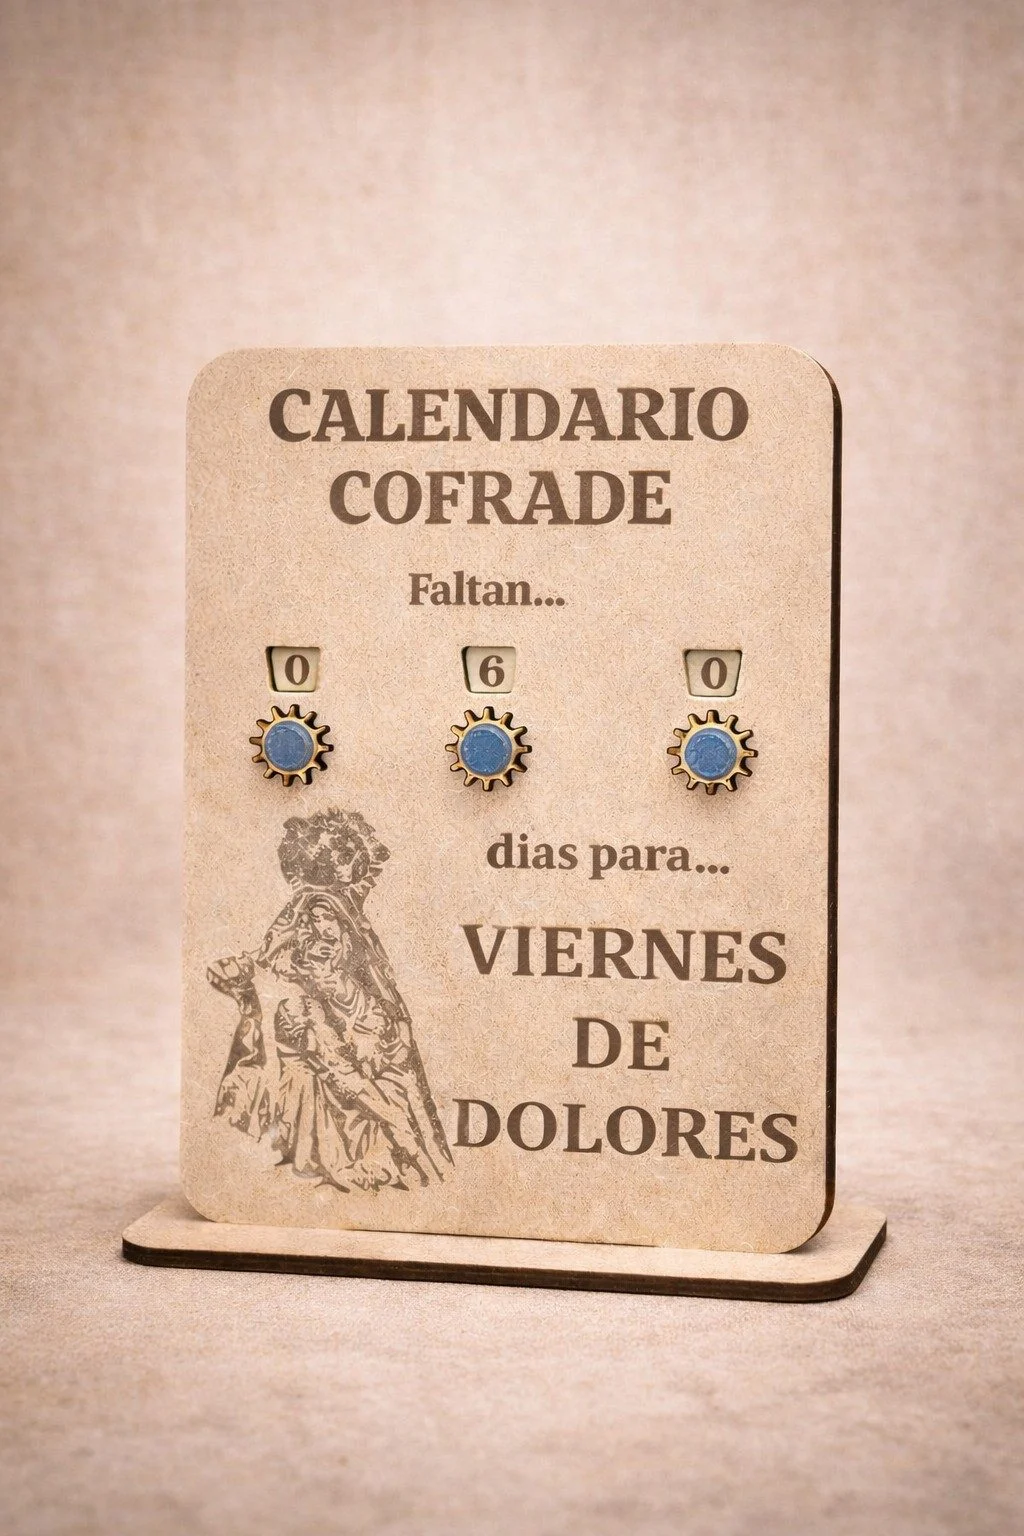 CALENDARIO
COFRADE
Faltan...
0 6 0
dias para...
VIERNES
DE
DOLORES